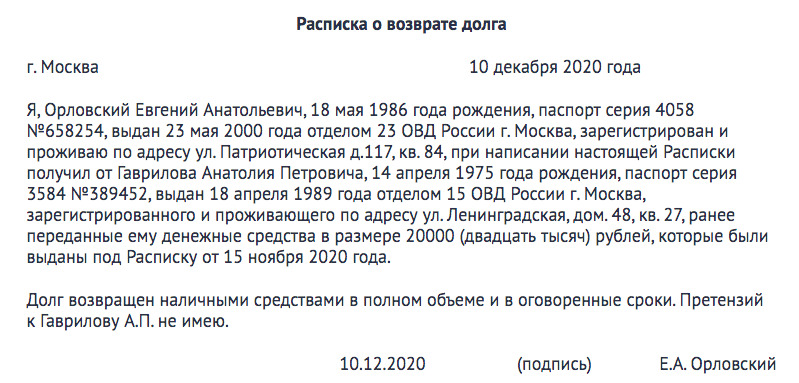 Расписка о возврате долга
г. Москва 10 декабря 2020 года
Я, Орловский Евгений Анатольевич, 18 мая 1986 года рождения, паспорт серия 4058
№658254, выдан 23 мая 2000 года отделом 23 ОВД России г. Москва, зарегистрирован и
проживаю по адресу ул. Патриотическая д.117, кв. 84, при написании настоящей Расписки
получил от Гаврилова Анатолия Петровича, 14 апреля 1975 года рождения, паспорт серия
3584 №389452, выдан 18 апреля 1989 года отделом 15 ОВД России г. Москва,
зарегистрированного и проживающего по адресу ул. Ленинградская, дом. 48, кв. 27, ранее
переданные ему денежные средства в размере 20000 (двадцать тысяч) рублей, которые были
выданы под Расписку от 15 ноября 2020 года.
Долг возвращен наличными средствами в полном объеме и в оговоренные сроки. Претензий
к Гаврилову А.П. не имею.
10.12.2020 (подпись) Е.А. Орловский